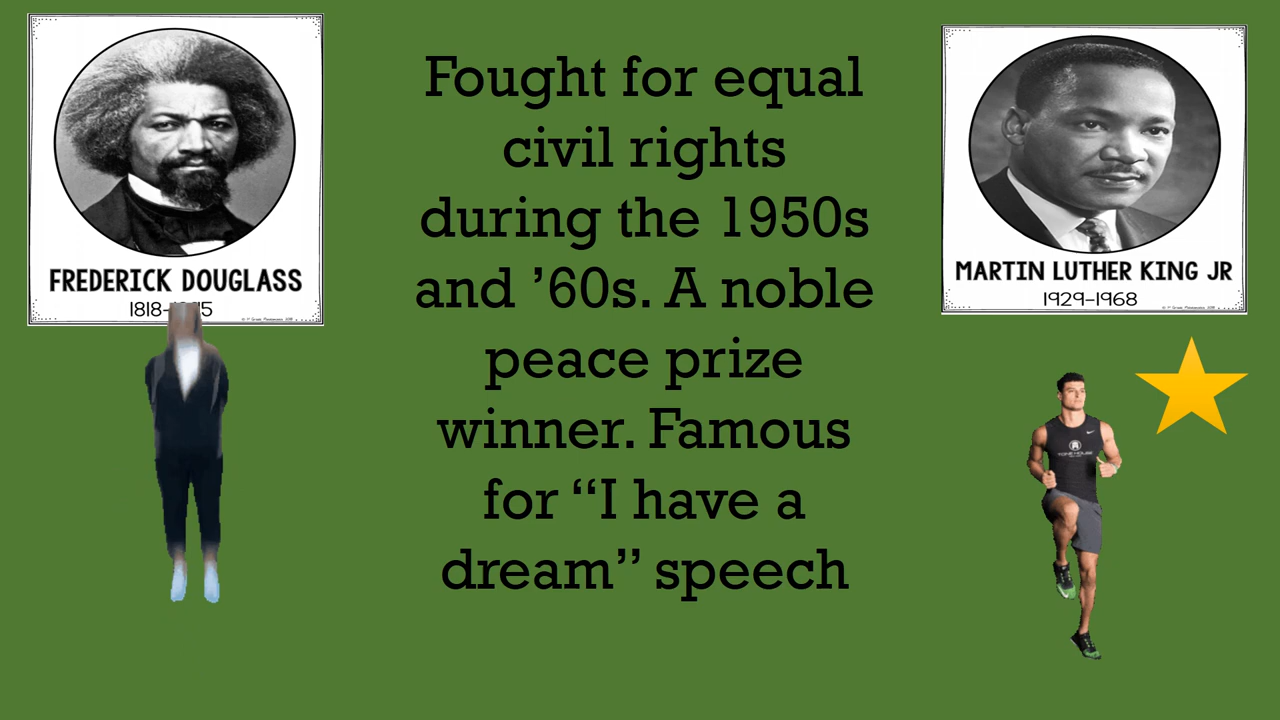 FREDERICK DOUGLASS
Fought for equal
civil rights
during the 1950s
and ’60s. A noble
peace prize
winner. Famous
for “I have a
dream” speech
MARTIN LUTHER KING JR
1929-1968